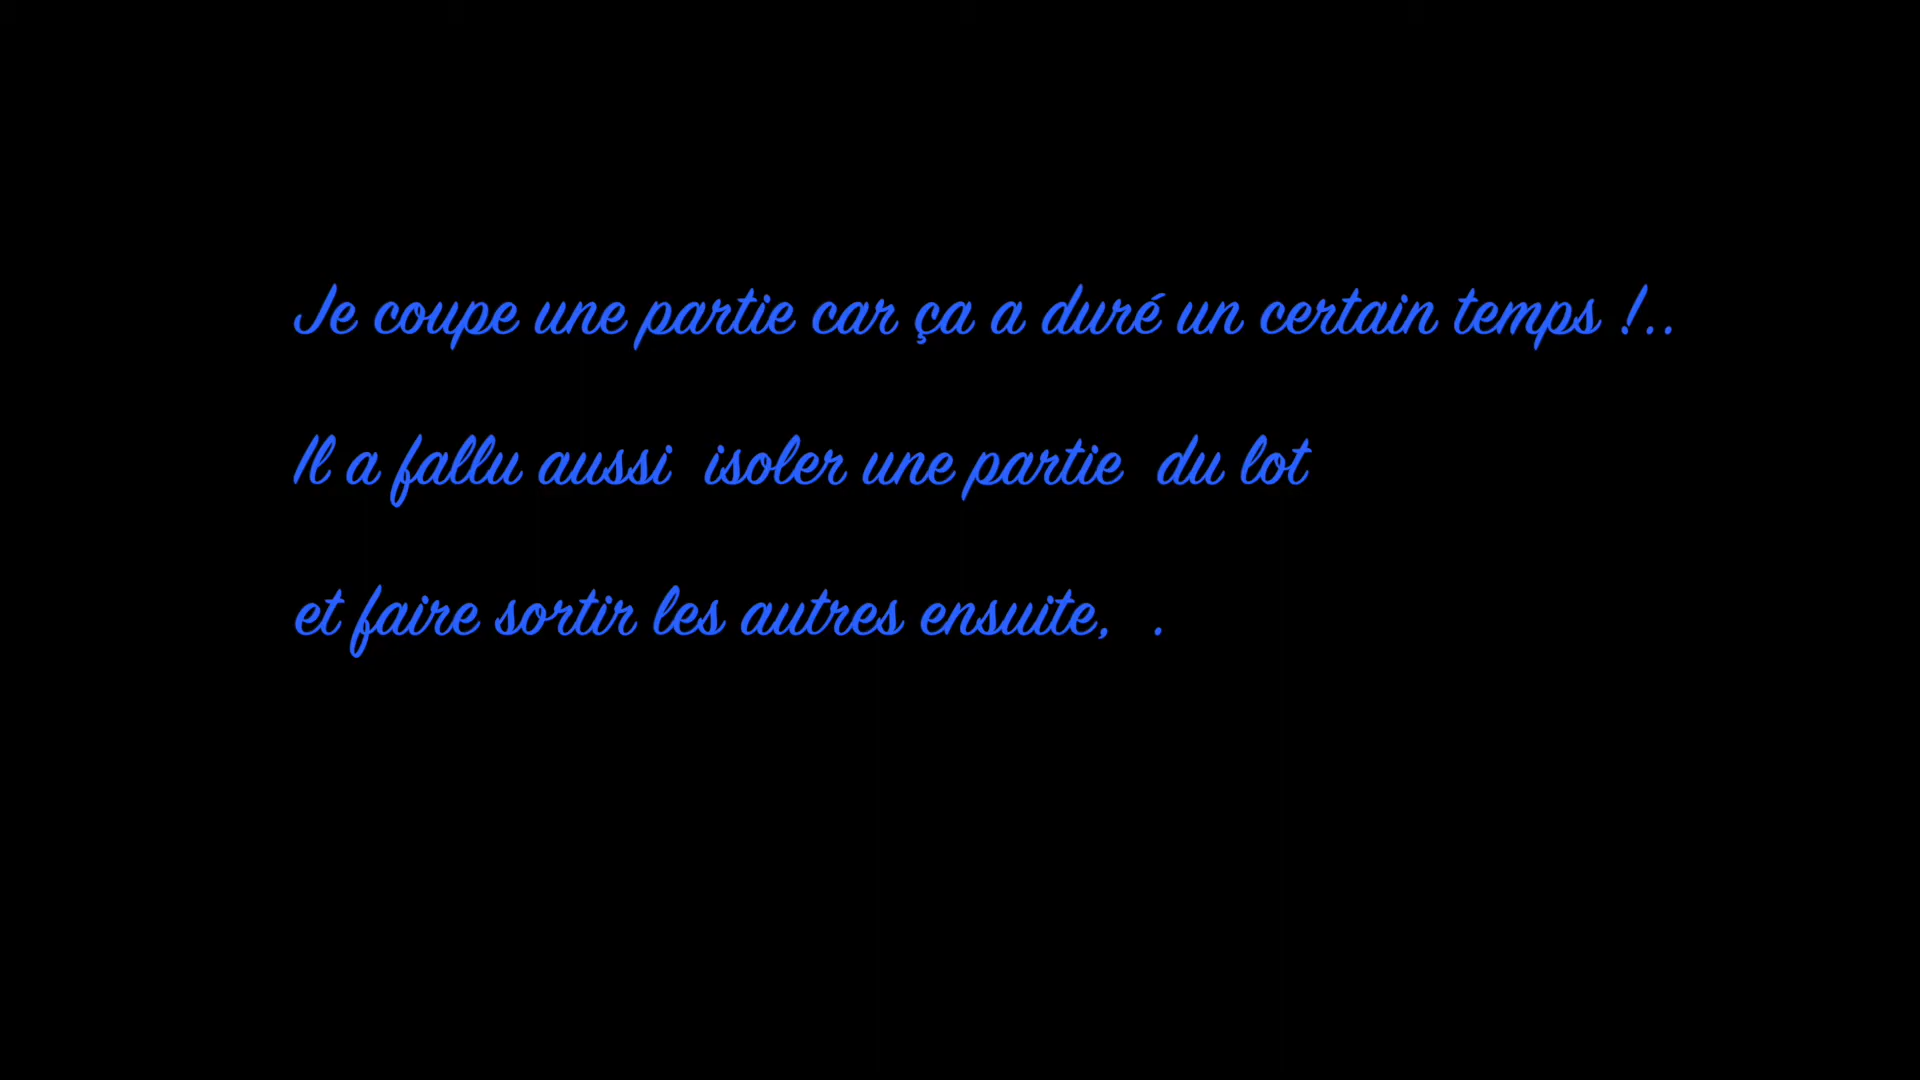 Je coupe une partie car ça a duré un certain temps !..
Il a fallu aussi  isoler une partie  du lot
et faire sortir les autres ensuite,  .